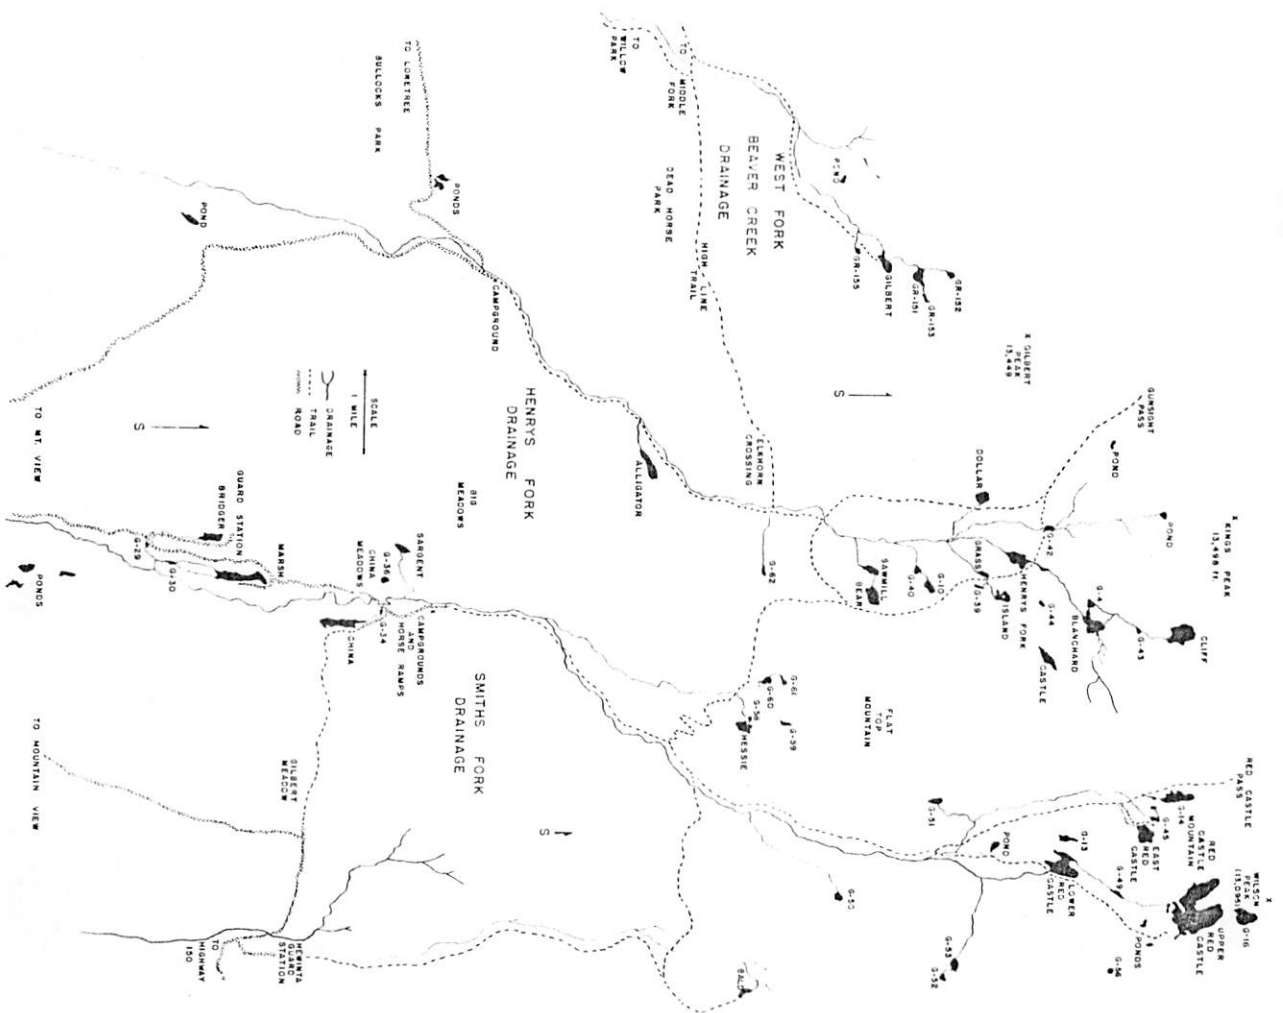 TO
WILLOW
PARK
TO
MIDDLE
FORK
TO LONETREE
BULLOCKS PARK
WEST FORK
BEAVER CREEK
DRAINAGE
POND
DEAD HORSE
PARK
HIGH LINE
TRAIL
PONDS
POND
GR-155
GILBERT
GR-151
GR-153
GR-152
X GILBERT
PEAK
13,448
CAMPGROUND
GUNSIGHT
PASS
POND
S
SCALE
1 MILE
DRAINAGE
TRAIL
ROAD
S
TO MT. VIEW
HENRYS FORK
DRAINAGE
ALLIGATOR
ELKHORN
CROSSING
DOLLAR
POND
X
KINGS PEAK
13,498 FT.
BIG
MEADOWS
GUARD STATION
BRIDGER
G-29
G-30
MARSH
PONDS
SARGENT
G-36
CHINA
MEADOWS
G-34
CHINA
CAMPGROUNDS
AND
HORSE RAMPS
G-62
SAWMILL
BEAR
G-40
G-10
GRASS
G-39
ISLAND
HENRYS FORK
G-42
G-44
G-4
BLANCHARD
CASTLE
G-43
CLIFF
SMITHS FORK
DRAINAGE
G-61
G-60
G-58
G-59
HESSIE
FLAT
TOP
MOUNTAIN
TO MOUNTAIN VIEW
GILBERT
MEADOW
S
G-51
POND
G-13
LOWER
RED
CASTLE
RED CASTLE
PASS
G-14
G-45
EAST
RED
CASTLE
RED
CASTLE
MOUNTAIN
G-49
X
WILSON
PEAK
(13,095)
G-16
UPPER
RED
CASTLE
PONDS
G-56
G-50
G-53
G-52
BALD
HEWINTA
GUARD
STATION
TO
HIGHWAY
150